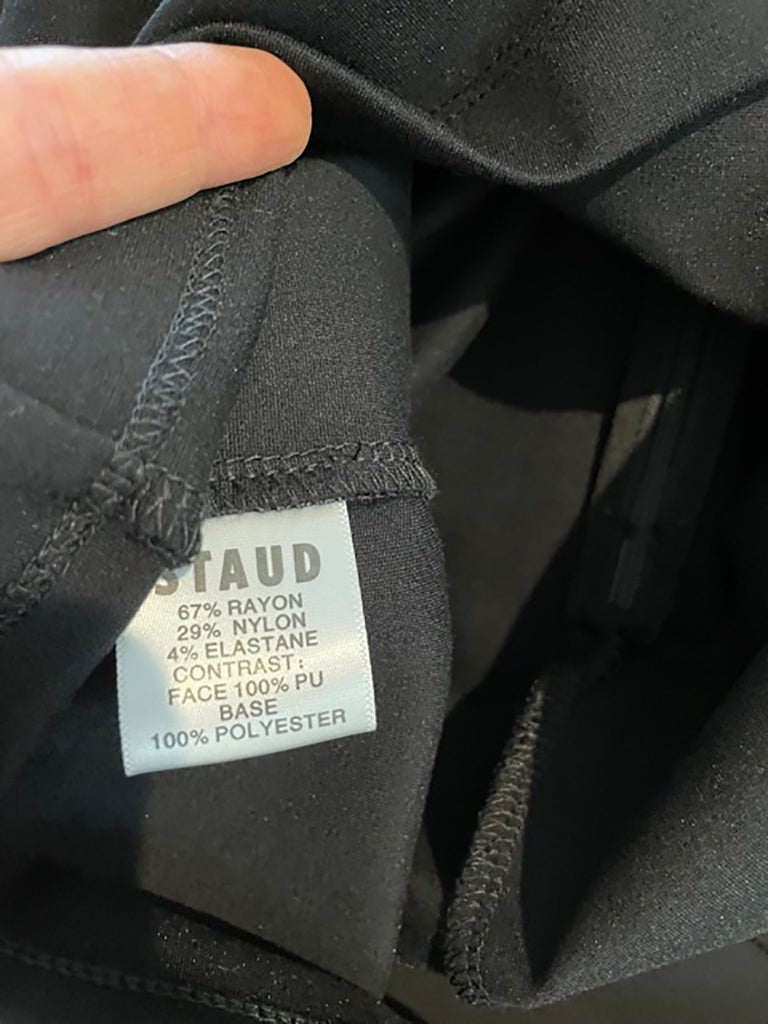 STAUD
67% RAYON
29% NYLON
4% ELASTANE
CONTRAST:
FACE 100% PU
BASE
100% POLYESTER